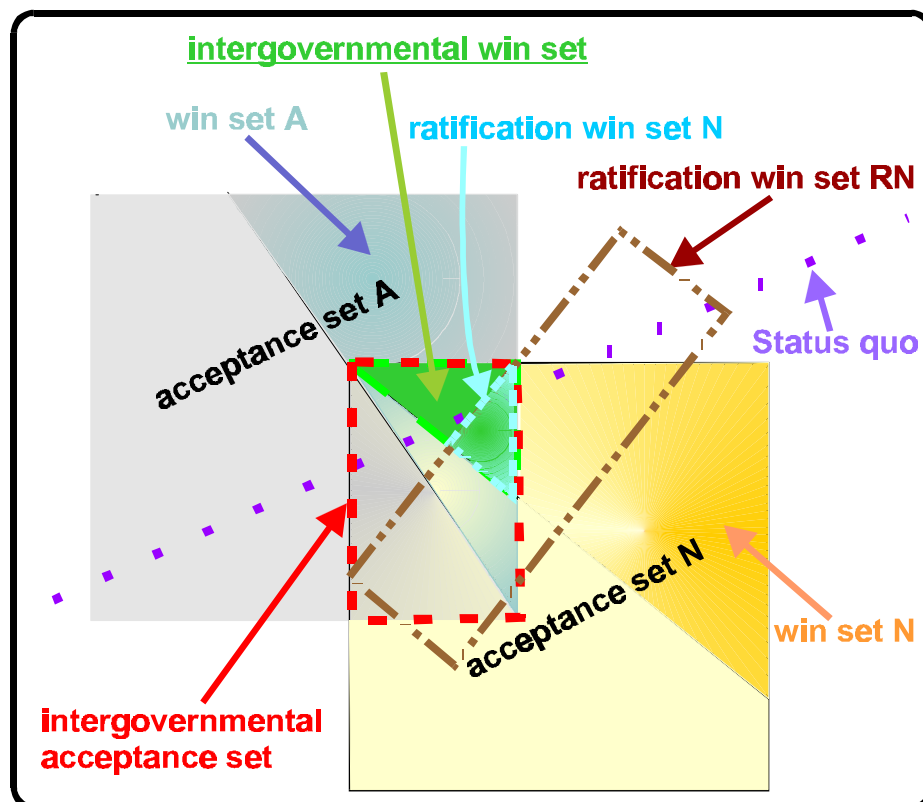 intergovernmental win set
win set A
ratification win set N
ratification win set RN
acceptance set A
Status quo
acceptance set N
win set N
intergovernmental
acceptance set